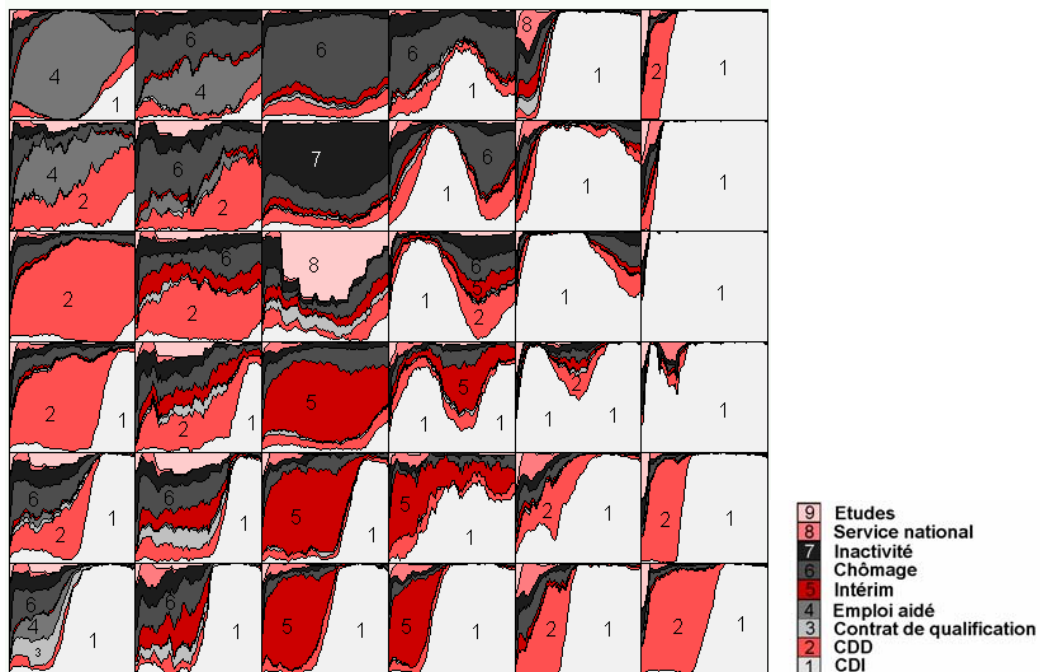 6 6 6 8 2
4 4 1 1 1 1
1
7
4 6 6
2 2 1 1 1
6
2 2 8 1 6 5 2 1 1
5 5 2
2 1 2 1 1 1 1 1 1
6 6 5 5 2 2
2 1 1 1 1 1 1
6 6
4 5 5 2 2
3 1 1 1 1 1 1
9 Etudes
8 Service national
7 Inactivité
6 Chômage
5 Intérim
4 Emploi aidé
3 Contrat de qualification
2 CDD
1 CDI